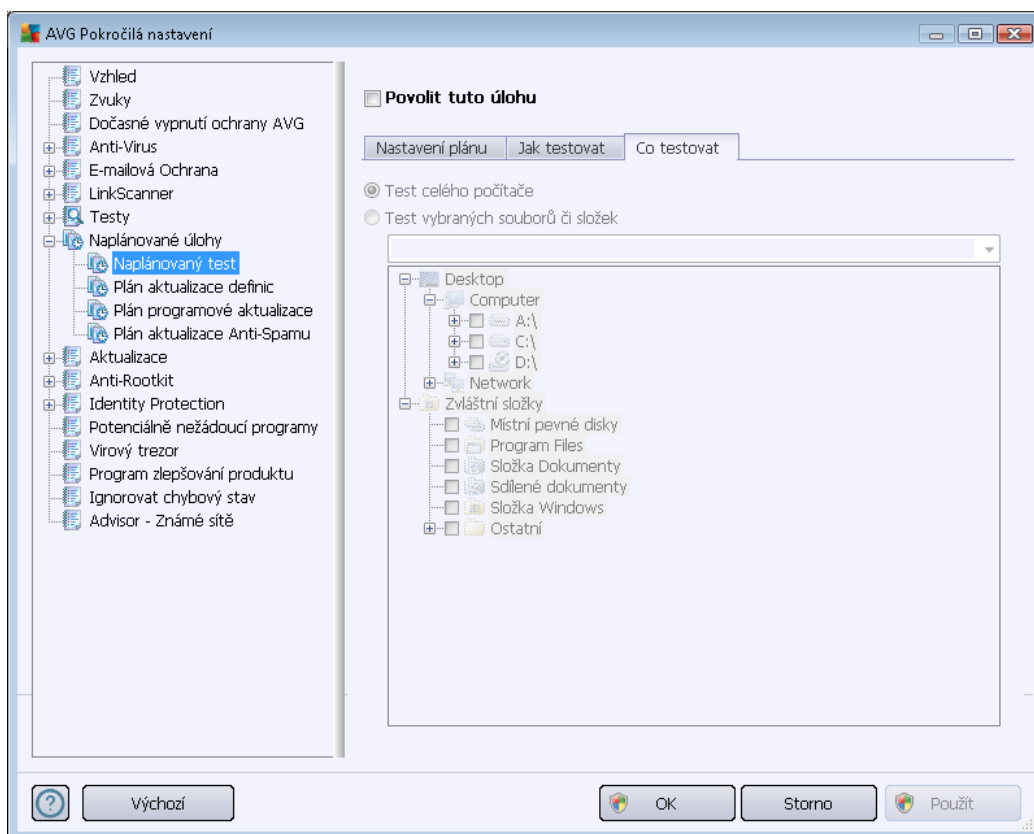 AVG Pokročilá nastavení
Vzhled
Zvuky
Dočasné vypnutí ochrany AVG
Anti-Virus
E-mailová Ochrana
LinkScanner
Testy
Naplánované úlohy
Naplánovaný test
Plán aktualizace definic
Plán programové aktualizace
Plán aktualizace Anti-Spamu
Aktualizace
Anti-Rootkit
Identity Protection
Potenciálně nežádoucí programy
Virový trezor
Program zlepšování produktu
Ignorovat chybový stav
Advisor - Známé sítě
Povolit tuto úlohu
Nastavení plánu
Jak testovat
Co testovat
Test celého počítače
Test vybraných souborů či složek
Desktop
Computer
A:\
C:\
D:\
Network
Zvláštní složky
Místní pevné disky
Program Files
Složka Dokumenty
Sdílené dokumenty
Složka Windows
Ostatní
Výchozí
OK
Storno
Použít